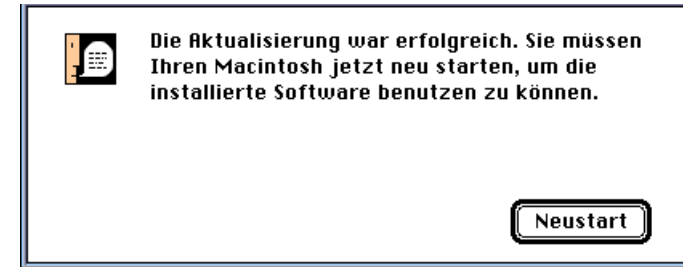 Die Aktualisierung war erfolgreich. Sie müssen
Ihren Macintosh jetzt neu starten, um die
installierte Software benutzen zu können.
Neustart